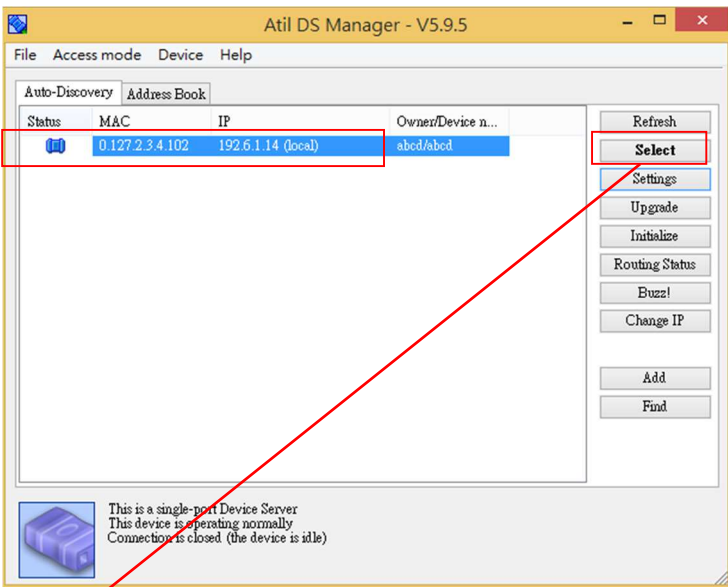 Atil DS Manager - V5.9.5
File Access mode Device Help
Auto-Discovery Address Book
Status MAC IP Owner/Device n...
0.127.2.3.4.102 192.6.1.14 (local) abcd/abcd
Refresh
Select
Settings
Upgrade
Initialize
Routing Status
Buzz!
Change IP
Add
Find
This is a single-port Device Server
This device is operating normally
Connection is closed (the device is idle)